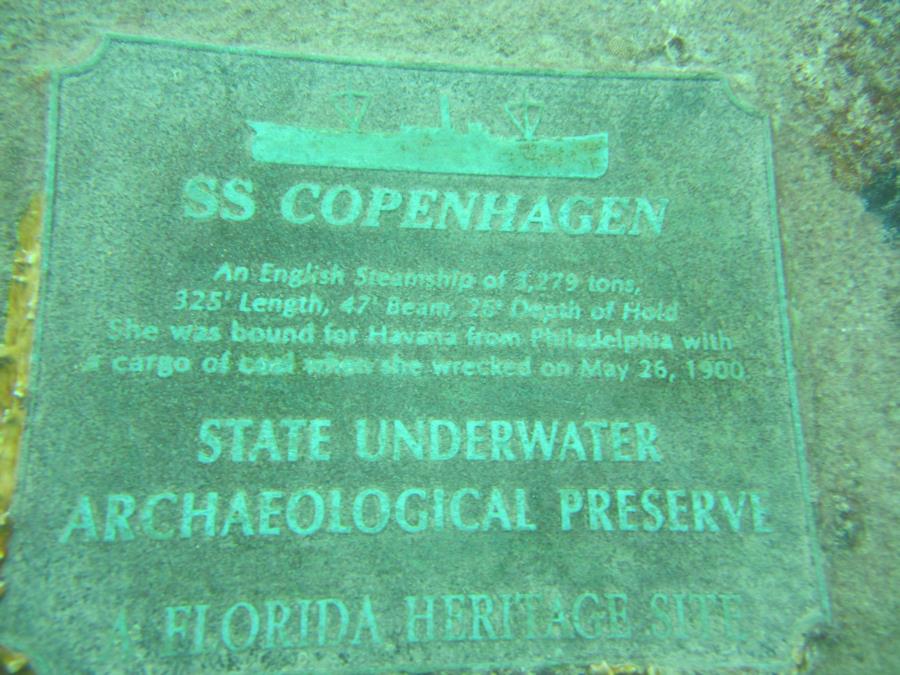 SS COPENHAGEN
An English Steamship of 3,279 tons,
325' Length, 47' Beam, 26' Depth of Hold
She was bound for Havana from Philadelphia with
a cargo of coal when she wrecked on May 26, 1900
STATE UNDERWATER
ARCHAEOLOGICAL PRESERVE
A FLORIDA HERITAGE SITE